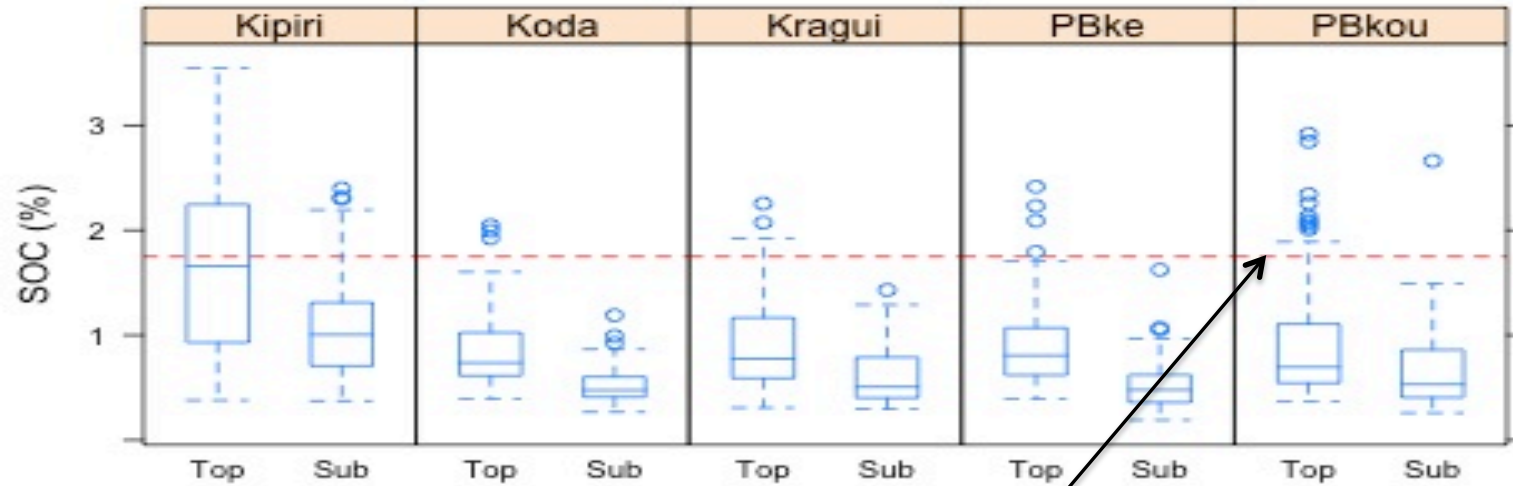 Kipiri Koda Kragui PBke PBkou
3
2
1
SOC (%)
Top Sub Top Sub Top Sub Top Sub Top Sub